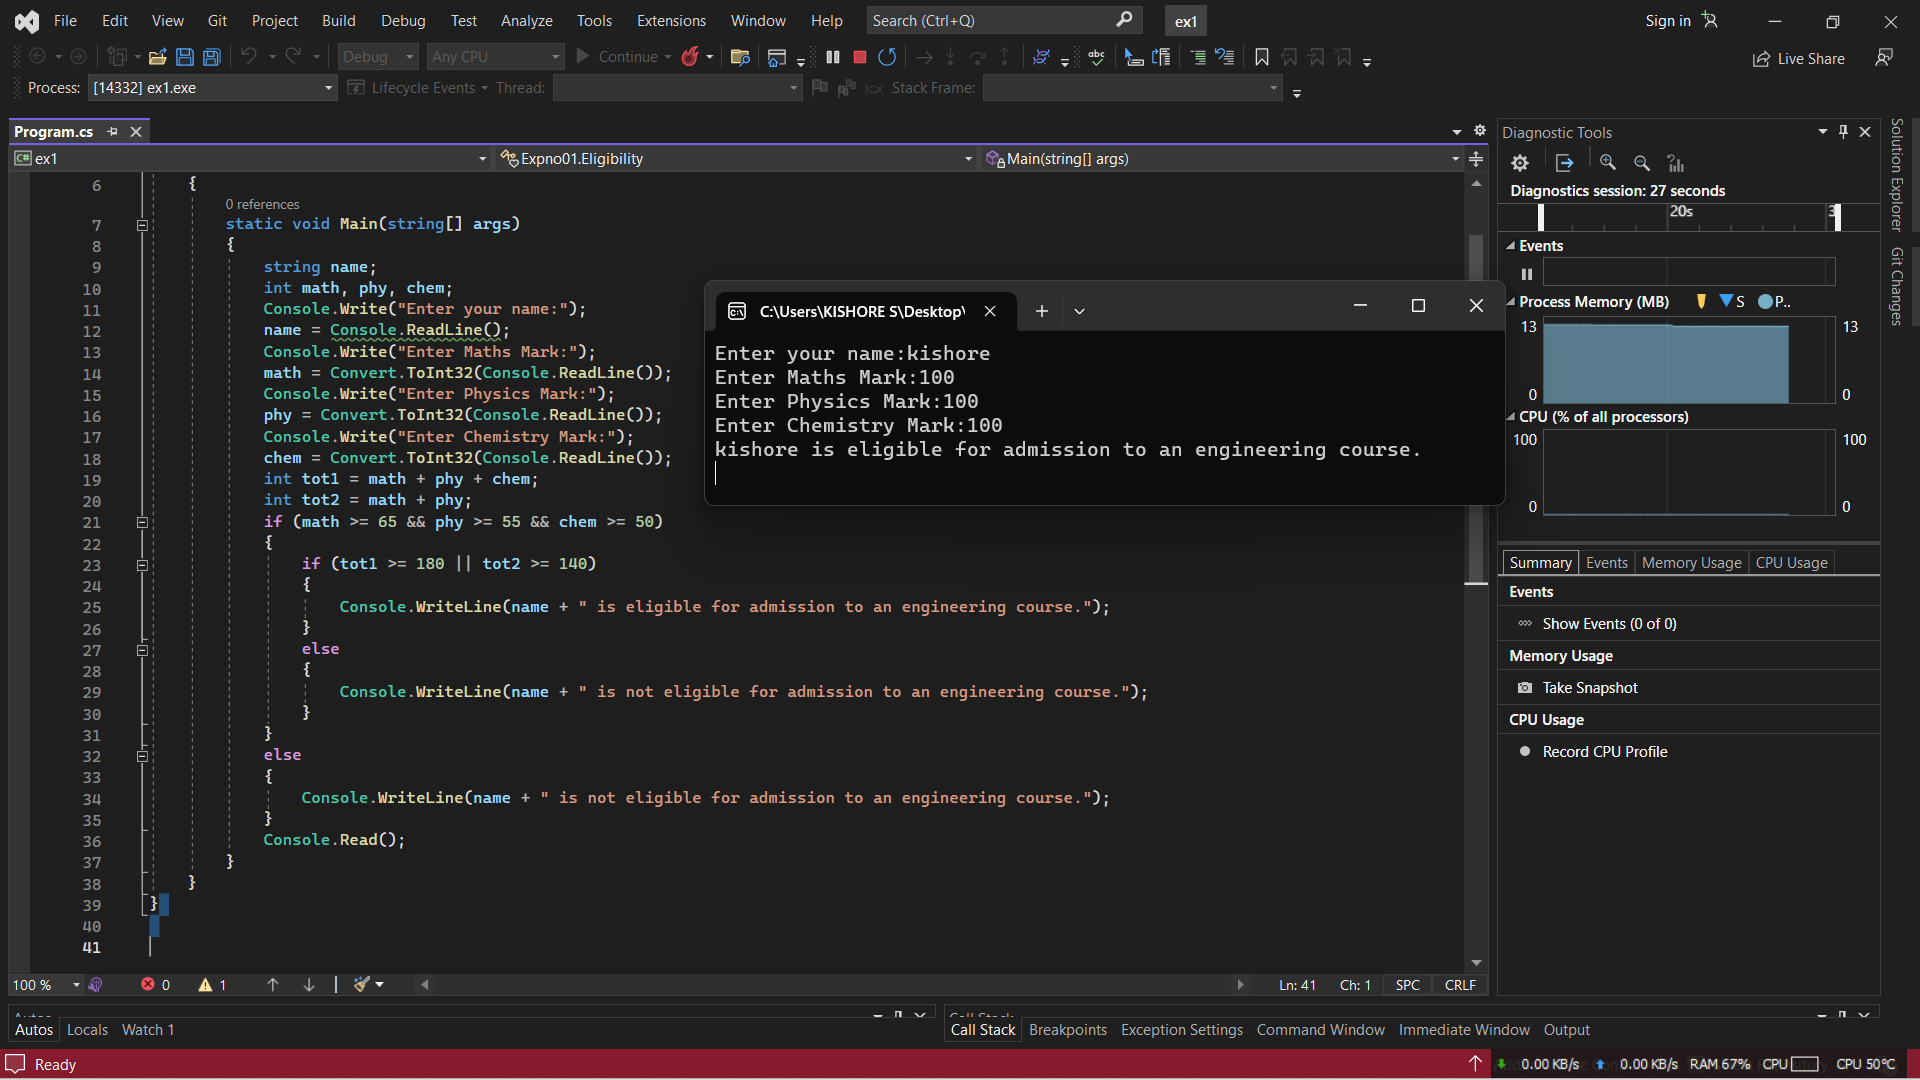 File Edit View Git Project Build Debug Test Analyze Tools Extensions Window Help Search (Ctrl+Q) ex1 Sign in
Debug Any CPU Continue Live Share
Process: [14332] ex1.exe Lifecycle Events Thread: Stack Frame:
Program.cs
ex1 Expno01.Eligibility Main(string[] args)
6 {
0 references
7 static void Main(string[] args)
8 {
9 string name;
10 int math, phy, chem;
11 Console.Write("Enter your name:");
12 name = Console.ReadLine();
13 Console.Write("Enter Maths Mark:");
14 math = Convert.ToInt32(Console.ReadLine());
15 Console.Write("Enter Physics Mark:");
16 phy = Convert.ToInt32(Console.ReadLine());
17 Console.Write("Enter Chemistry Mark:");
18 chem = Convert.ToInt32(Console.ReadLine());
19 int tot1 = math + phy + chem;
20 int tot2 = math + phy;
21 if (math >= 65 && phy >= 55 && chem >= 50)
22 {
23 if (tot1 >= 180 || tot2 >= 140)
24 {
25 Console.WriteLine(name + " is eligible for admission to an engineering course.");
26 }
27 else
28 {
29 Console.WriteLine(name + " is not eligible for admission to an engineering course.");
30 }
31 }
32 else
33 {
34 Console.WriteLine(name + " is not eligible for admission to an engineering course.");
35 }
36 Console.Read();
37 }
38 }
39 }
40
41
C:\Users\KISHORE S\Desktop\
Enter your name:kishore
Enter Maths Mark:100
Enter Physics Mark:100
Enter Chemistry Mark:100
kishore is eligible for admission to an engineering course.
Diagnostic Tools
Diagnostics session: 27 seconds
20s 3
Events
Process Memory (MB) S P..
13 13
0 0
CPU (% of all processors)
100 100
0 0
Summary Events Memory Usage CPU Usage
Events
Show Events (0 of 0)
Memory Usage
Take Snapshot
CPU Usage
Record CPU Profile
Solution Explorer
Git Changes
100 % 0 1 Ln: 41 Ch: 1 SPC CRLF
Autos Call Stack
Autos Locals Watch 1 Call Stack Breakpoints Exception Settings Command Window Immediate Window Output
Ready 0.00 KB/s 0.00 KB/s RAM 67% CPU CPU 50°C